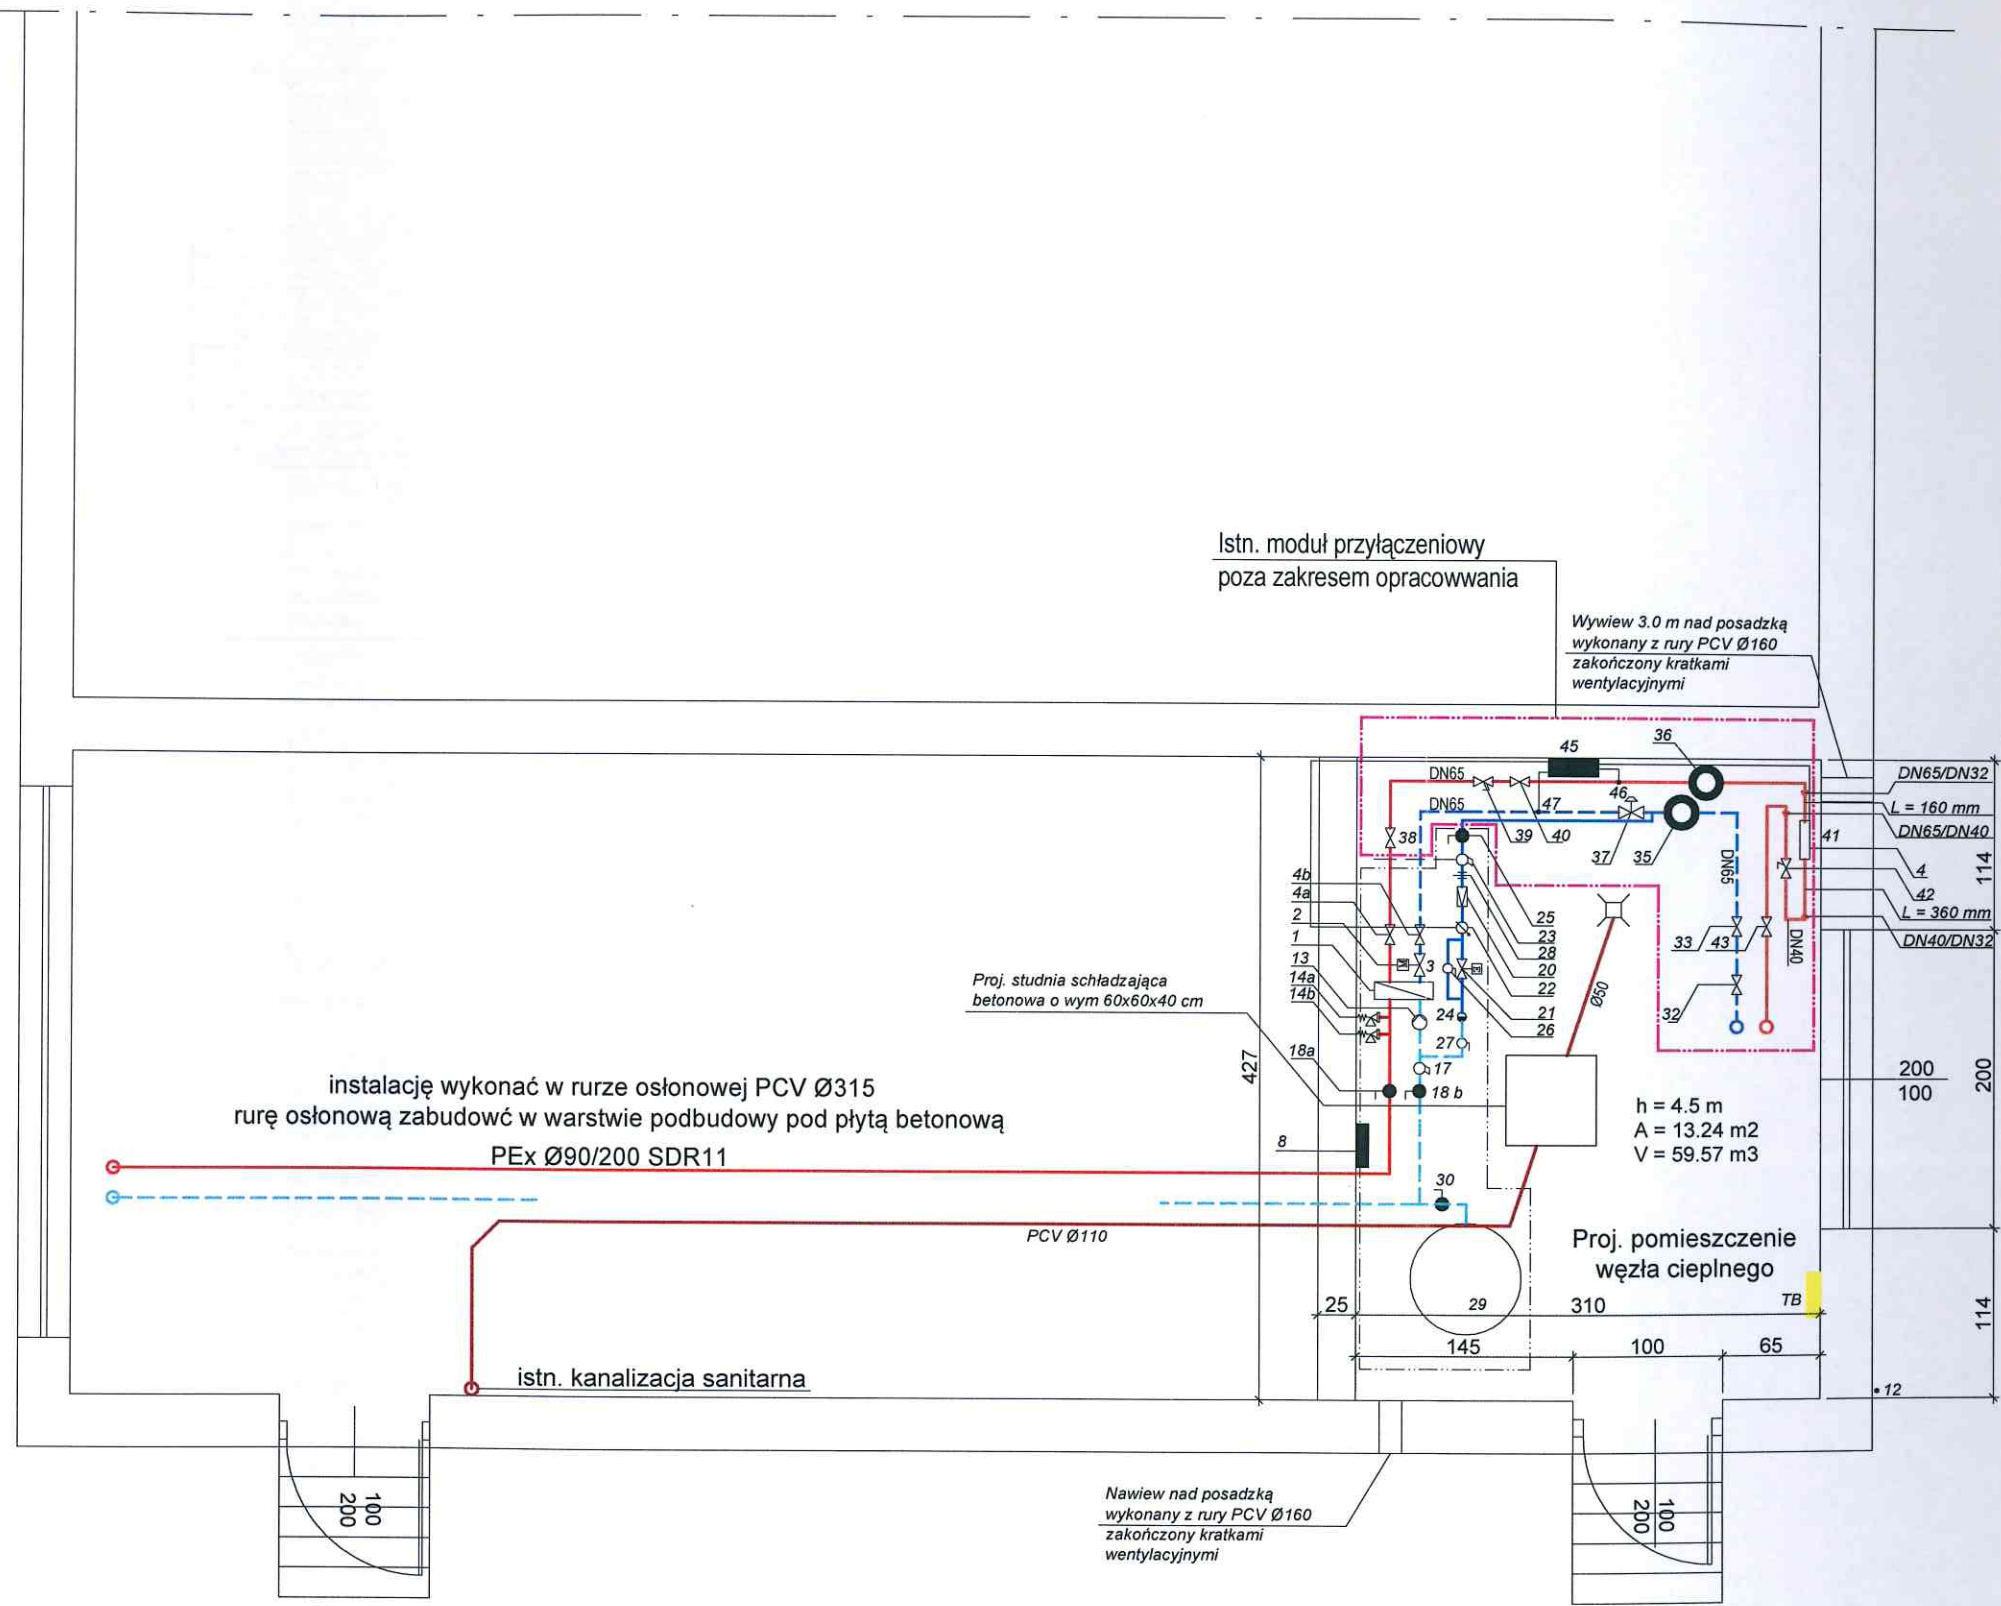 Istn. moduł przyłączeniowy
poza zakresem opracowwania
Wywiew 3.0 m nad posadzką
wykonany z rury PCV Ø160
zakończony kratkami
wentylacyjnymi
36
45
DN65
DN65/DN32
46
47
DN65
L = 160 mm
DN65/DN40
38
39
40
41
37
35
DN65
114
4b
4
4a
42
2
25
L = 360 mm
1
23
33
43
DN40
DN40/DN32
13
3
28
14a
20
14b
22
Proj. studnia schładzająca
betonowa o wym 60x60x40 cm
Ø50
24
21
32
26
27
18a
17
18 b
427
200
100
200
instalację wykonać w rurze osłonowej PCV Ø315
rurę osłonową zabudowć w warstwie podbudowy pod płytą betonową
PEx Ø90/200 SDR11
h = 4.5 m
A = 13.24 m2
V = 59.57 m3
8
30
PCV Ø110
Proj. pomieszczenie
węzła cieplnego
25
29
310
TB
114
145
100
65
istn. kanalizacja sanitarna
12
100
200
100
200
Nawiew nad posadzką
wykonany z rury PCV Ø160
zakończony kratkami
wentylacyjnymi